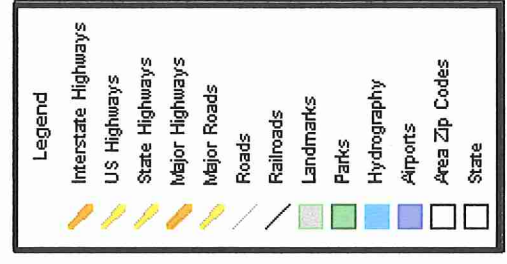 Legend
Interstate Highways
US Highways
State Highways
Major Highways
Major Roads
Roads
Railroads
Landmarks
Parks
Hydrography
Airports
Area Zip Codes
State